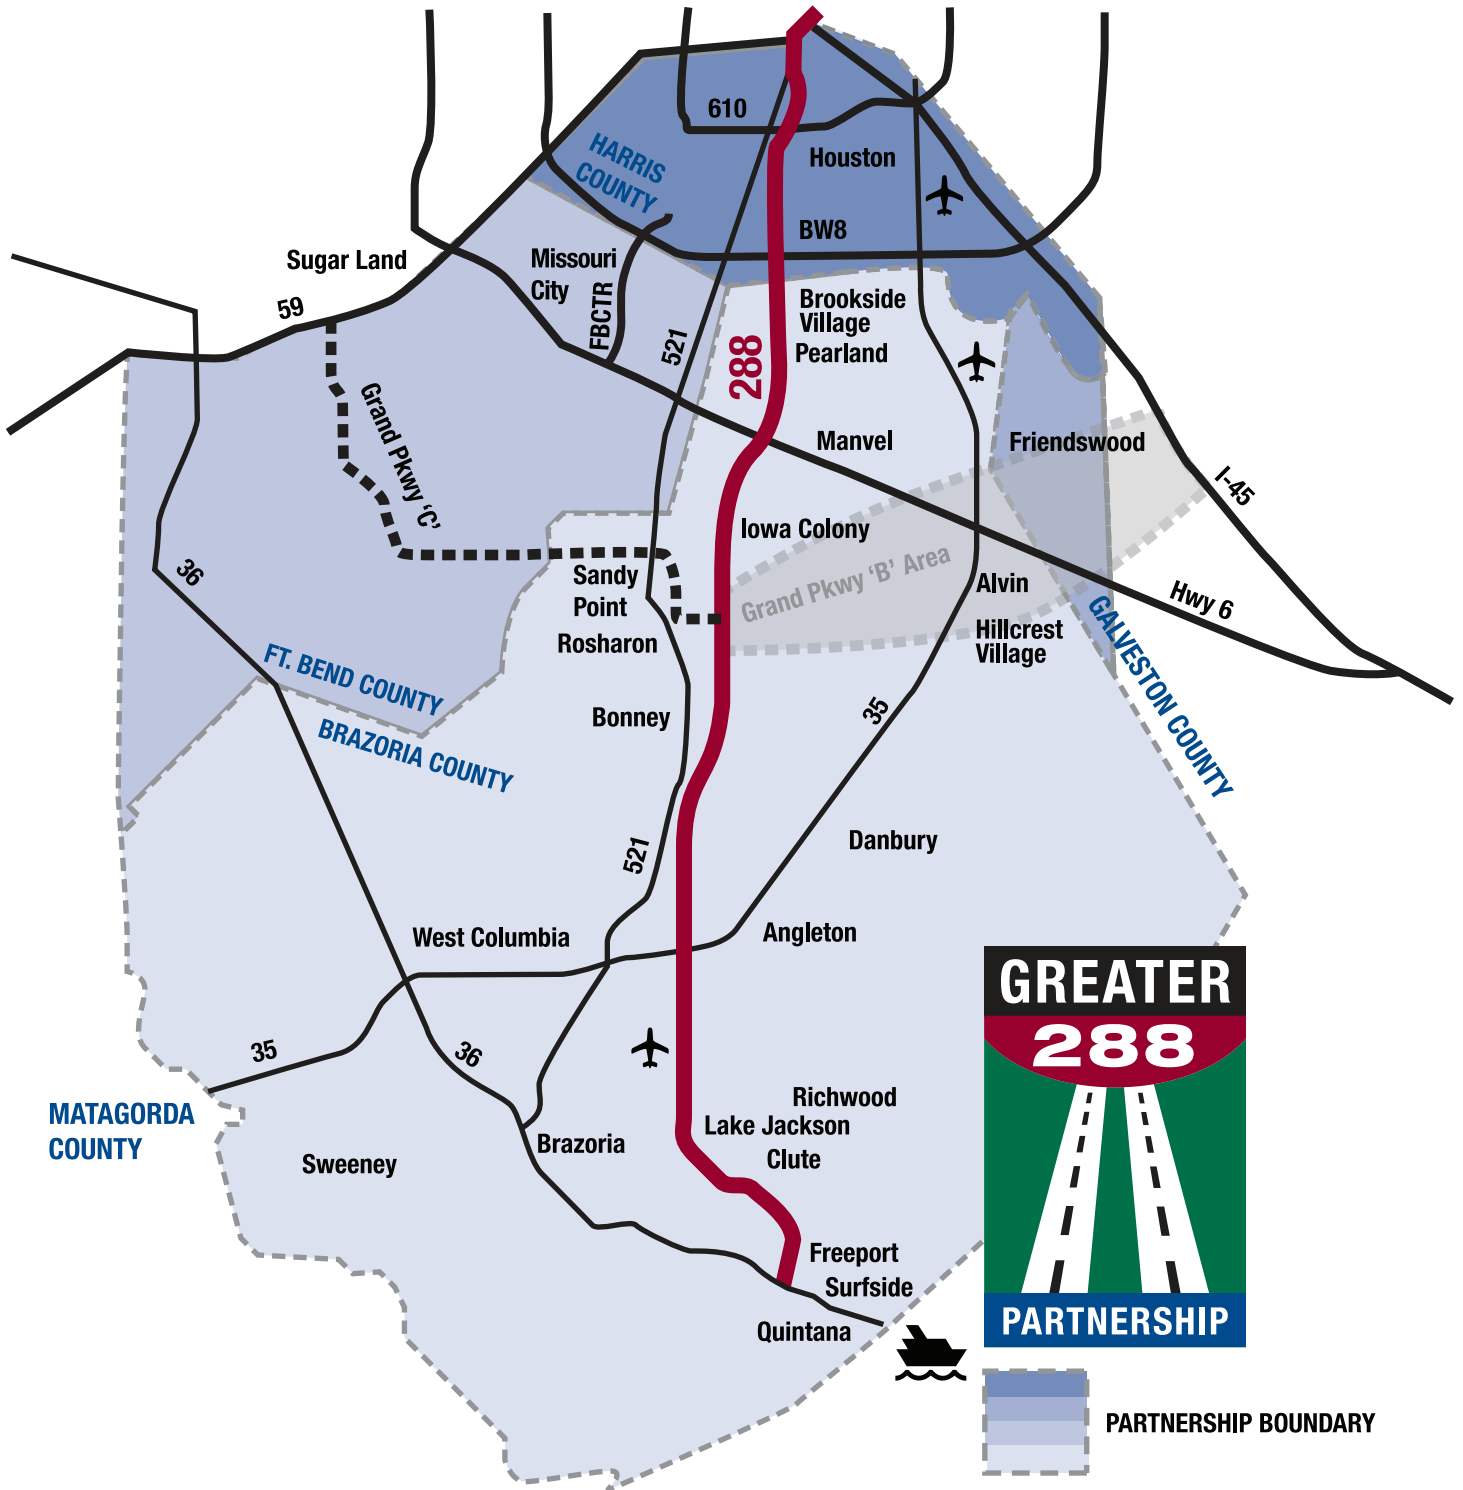 610
Houston
HARRIS
COUNTY
BW8
Sugar Land
Missouri
City
59
FBCTR
521
288
Brookside
Village
Pearland
Grand Pkwy 'C'
Manvel
Friendswood
I-45
Iowa Colony
Grand Pkwy 'B' Area
36
Sandy
Point
Alvin
Hwy 6
Rosharon
Hillcrest
Village
GALVESTON COUNTY
FT. BEND COUNTY
BRAZORIA COUNTY
Bonney
35
521
Danbury
West Columbia
Angleton
35
36
MATAGORDA
COUNTY
Richwood
Lake Jackson
Clute
Brazoria
Sweeney
Freeport
Surfside
Quintana
GREATER
288
PARTNERSHIP
PARTNERSHIP BOUNDARY